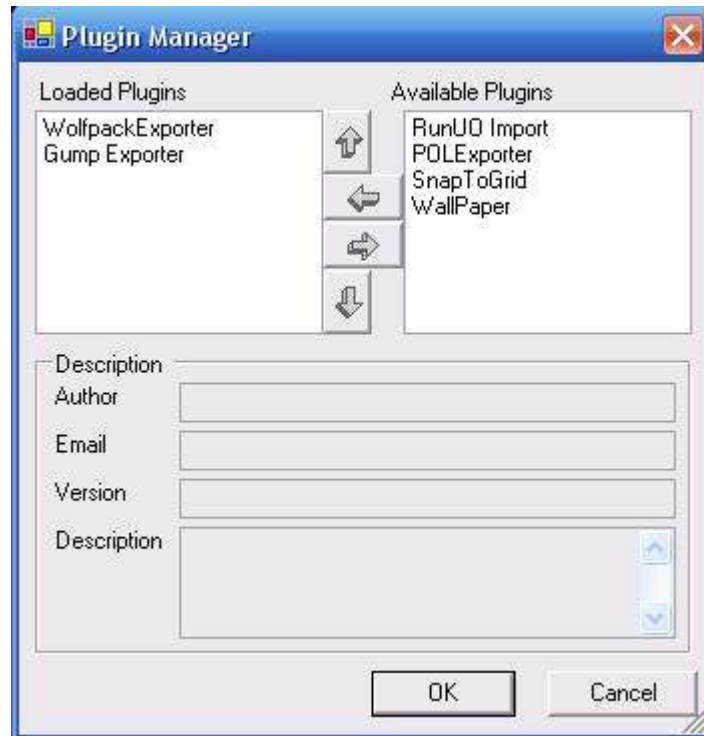 Plugin Manager
Loaded Plugins
Available Plugins
WolfpackExporter
Gump Exporter
RunUO Import
POLExporter
SnapToGrid
WallPaper
Description
Author
Email
Version
Description
OK
Cancel